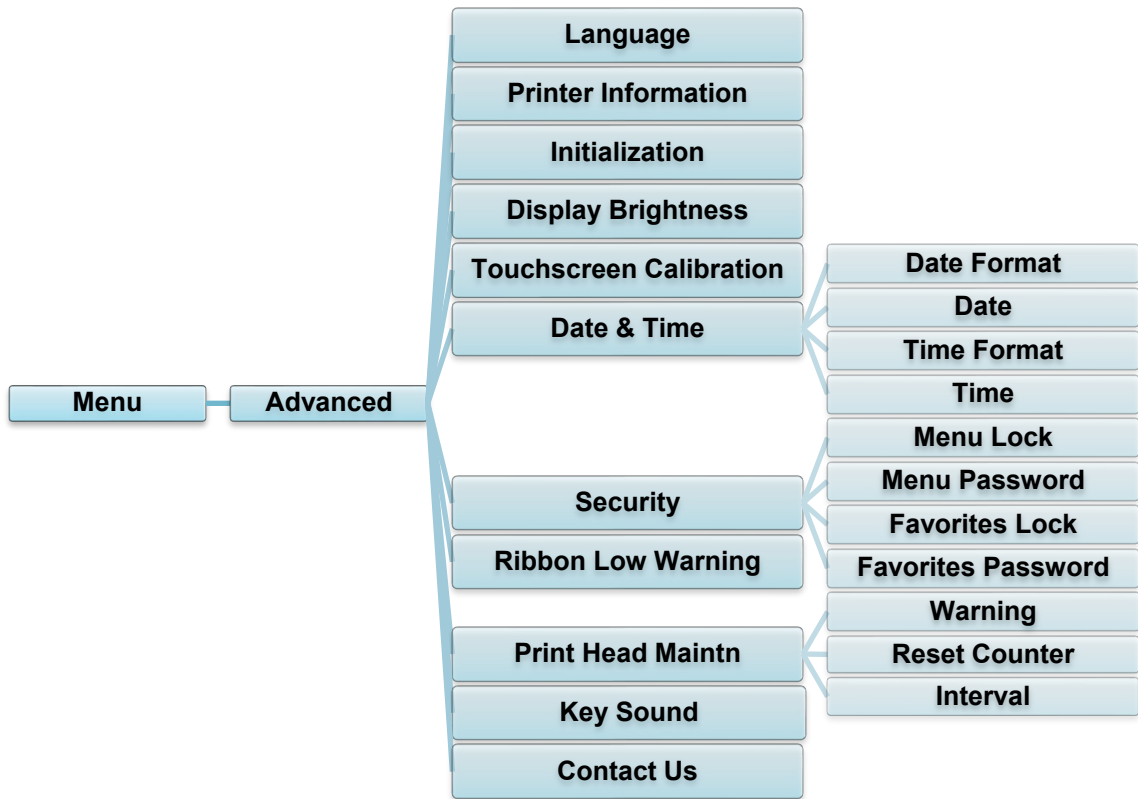 Menu
Advanced
Language
Printer Information
Initialization
Display Brightness
Touchscreen Calibration
Date & Time
Date Format
Date
Time Format
Time
Security
Menu Lock
Menu Password
Favorites Lock
Favorites Password
Ribbon Low Warning
Print Head Maintn
Warning
Reset Counter
Interval
Key Sound
Contact Us